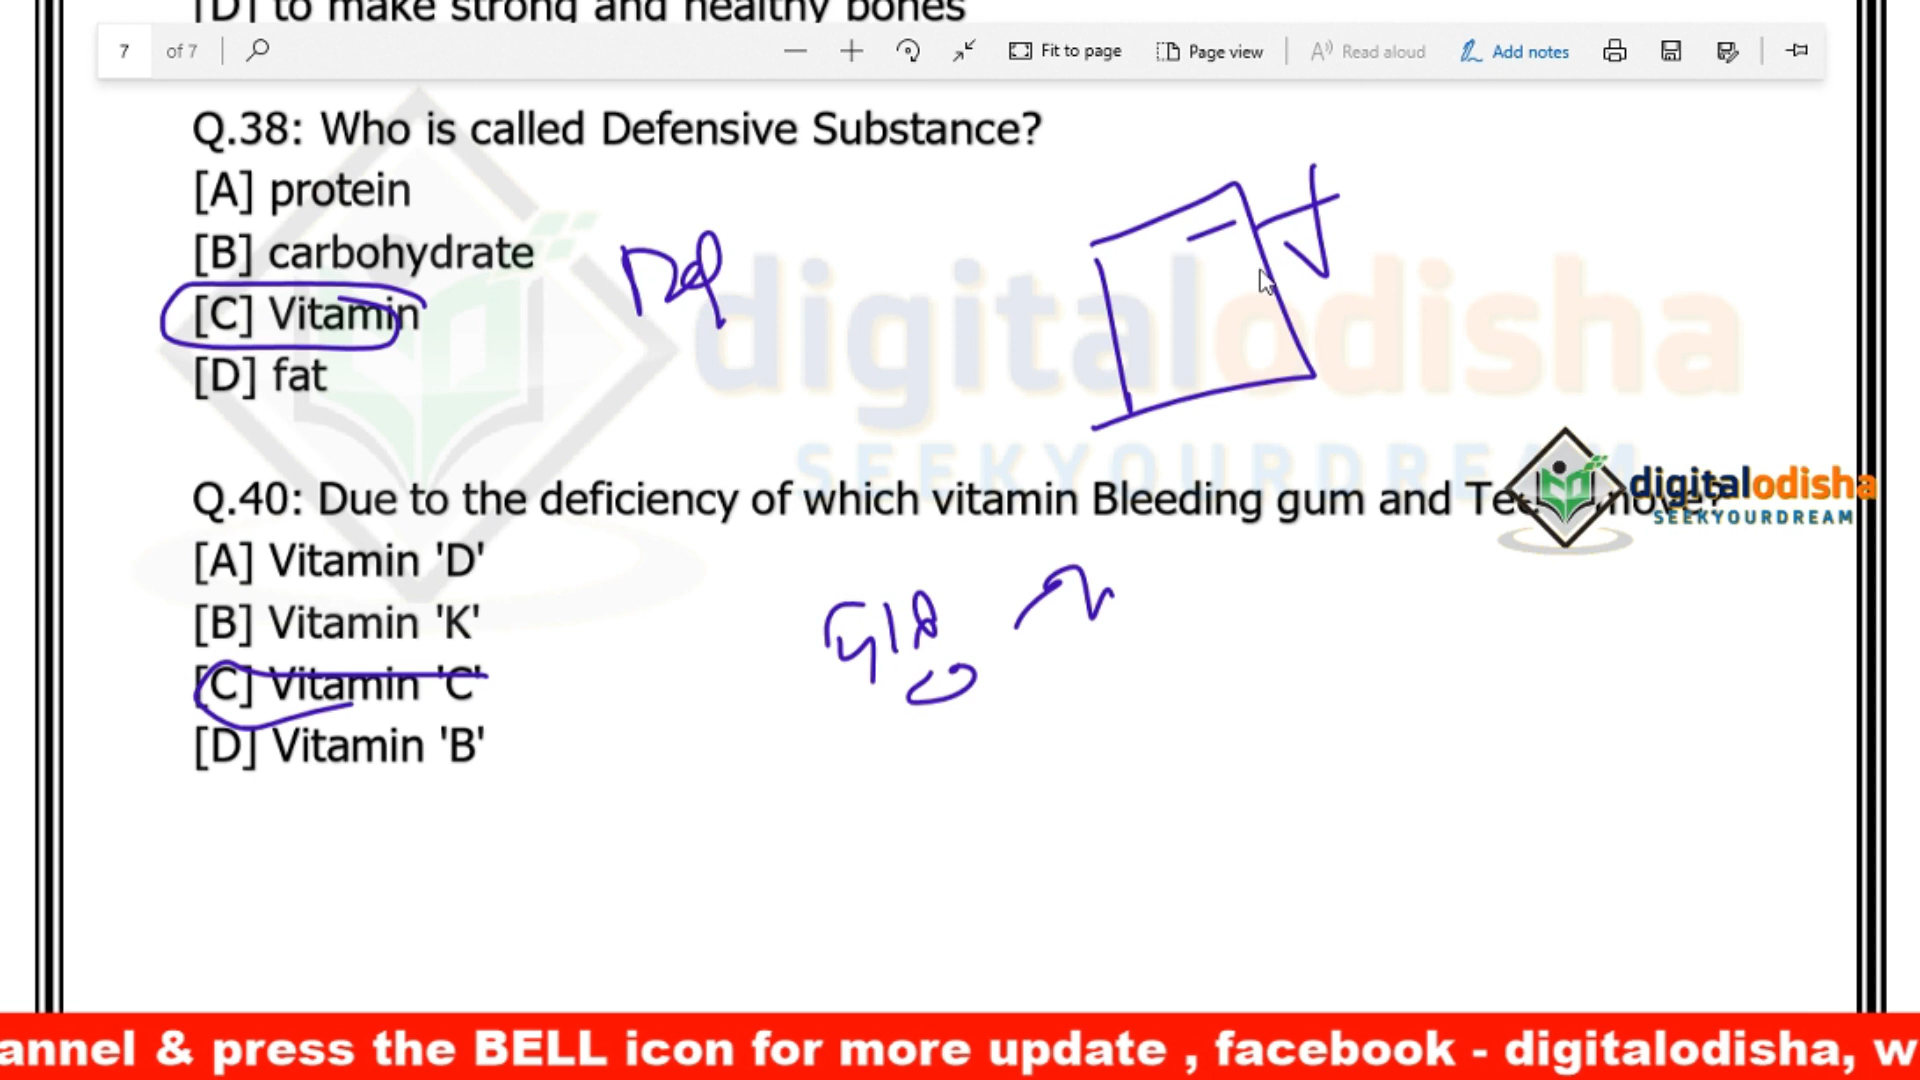 [D] to make strong and healthy bones
7 of 7 Fit to page Page view Read aloud Add notes
Q.38: Who is called Defensive Substance?
[A] protein
[B] carbohydrate
[C] Vitamin
[D] fat
digitalodisha
SEEKYOURDREAM
Q.40: Due to the deficiency of which vitamin Bleeding gum and
digitalodisha
SEEKYOURDREAM
[A] Vitamin 'D'
[B] Vitamin 'K'
[C] Vitamin 'C'
[D] Vitamin 'B'
annel & press the BELL icon for more update , facebook - digitalodisha, w